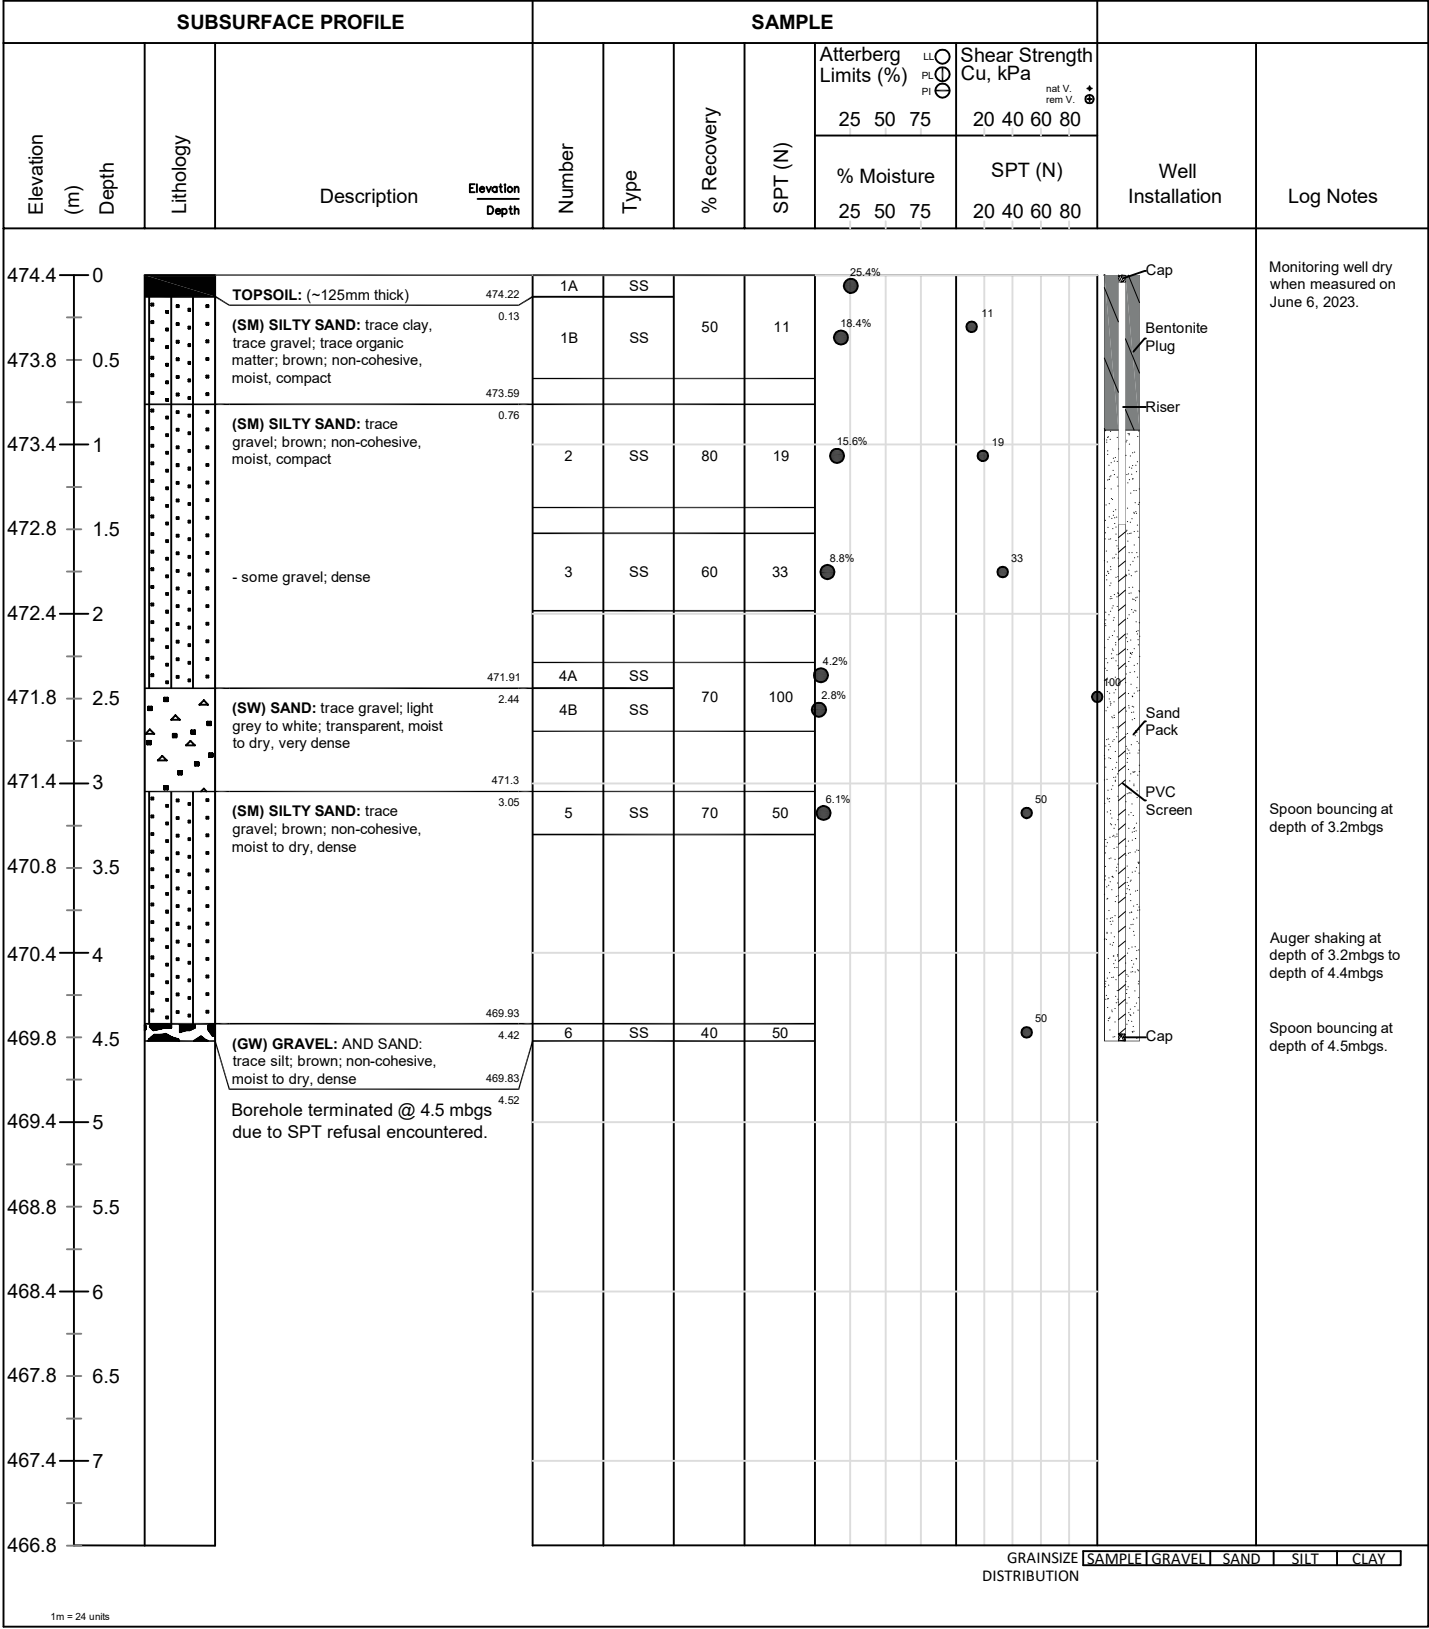 SUBSURFACE PROFILE
SAMPLE
Elevation
(m)
Depth
Lithology
Description
Elevation
Depth
Number
Type
% Recovery
SPT (N)
Atterberg
Limits (%)
LL
PL
PI
25 50 75
% Moisture
25 50 75
Shear Strength
Cu, kPa
nat V.
rem V.
20 40 60 80
SPT (N)
20 40 60 80
Well
Installation
Log Notes
474.4 0
473.8 0.5
473.4 1
472.8 1.5
472.4 2
471.8 2.5
471.4 3
470.8 3.5
470.4 4
469.8 4.5
469.4 5
468.8 5.5
468.4 6
467.8 6.5
467.4 7
466.8
TOPSOIL: (~125mm thick) 474.22
0.13
(SM) SILTY SAND: trace clay,
trace gravel; trace organic
matter; brown; non-cohesive,
moist, compact
473.59
0.76
(SM) SILTY SAND: trace
gravel; brown; non-cohesive,
moist, compact
- some gravel; dense
471.91
2.44
(SW) SAND: trace gravel; light
grey to white; transparent, moist
to dry, very dense
471.3
3.05
(SM) SILTY SAND: trace
gravel; brown; non-cohesive,
moist to dry, dense
469.93
4.42
(GW) GRAVEL: AND SAND:
trace silt; brown; non-cohesive,
moist to dry, dense 469.83
4.52
Borehole terminated @ 4.5 mbgs
due to SPT refusal encountered.
1A SS
1B SS 50 11
2 SS 80 19
3 SS 60 33
4A SS
4B SS 70 100
5 SS 70 50
6 SS 40 50
25.4%
18.4%
15.6%
8.8%
4.2%
2.8%
6.1%
11
19
33
100
50
50
Cap
Bentonite
Plug
Riser
Sand
Pack
PVC
Screen
Cap
Monitoring well dry
when measured on
June 6, 2023.
Spoon bouncing at
depth of 3.2mbgs
Auger shaking at
depth of 3.2mbgs to
depth of 4.4mbgs
Spoon bouncing at
depth of 4.5mbgs.
GRAINSIZE
DISTRIBUTION
SAMPLE GRAVEL SAND SILT CLAY
1m = 24 units